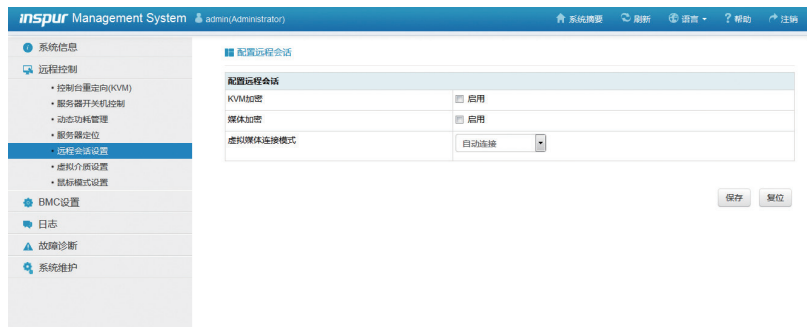 inspur Management System admin(Administrator) 系统摘要 刷新 语言 帮助 注销
系统信息
远程控制
• 控制台重定向(KVM)
• 服务器开关机控制
• 动态功耗管理
• 服务器定位
• 远程会话设置
• 虚拟介质设置
• 鼠标模式设置
BMC设置
日志
故障诊断
系统维护
配置远程会话
配置远程会话
KVM加密 启用
媒体加密 启用
虚拟媒体连接模式 自动连接
保存 复位